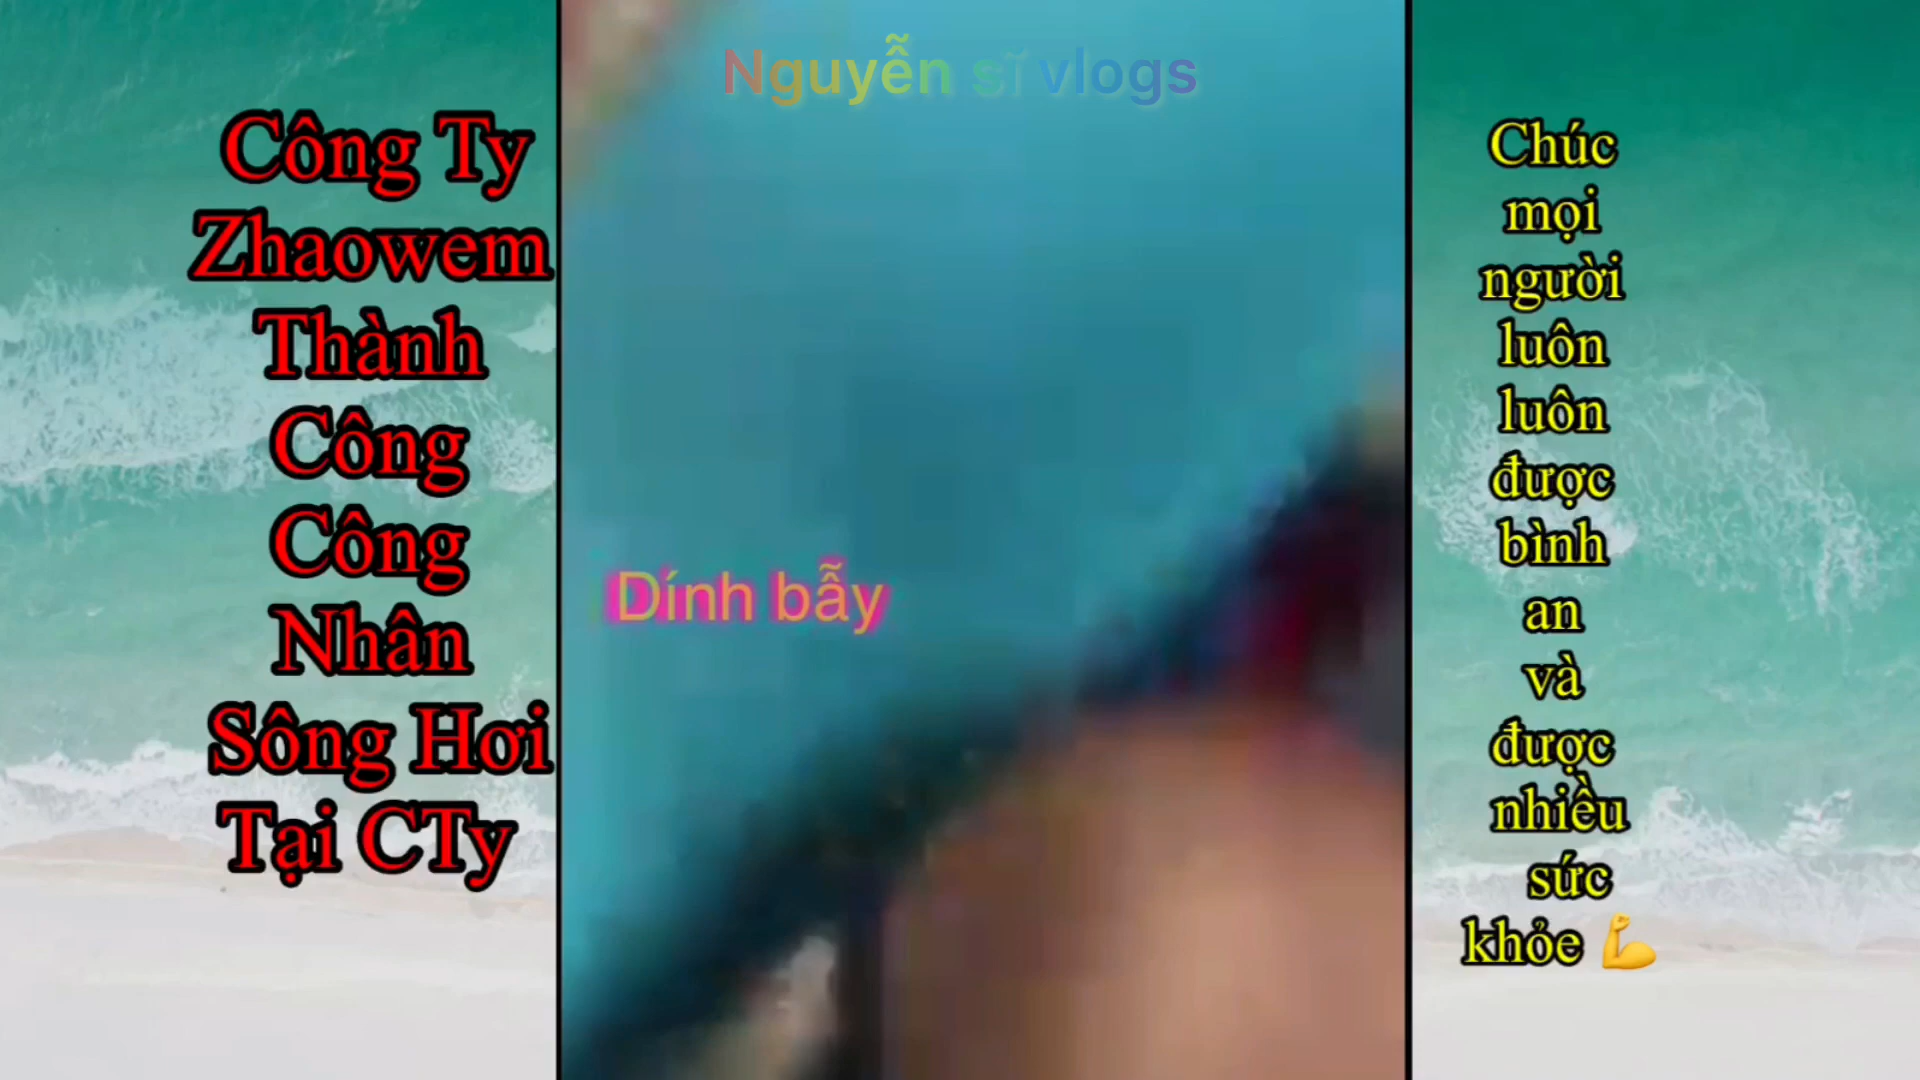 Nguyễn sĩ vlogs
Công Ty
Zhaowem
Thành
Công
Công
Nhân
Sông Hơi
Tại CTy
Dính bẫy
Chúc
mọi
người
luôn
luôn
được
bình
an
và
được
nhiều
sức
khỏe 💪